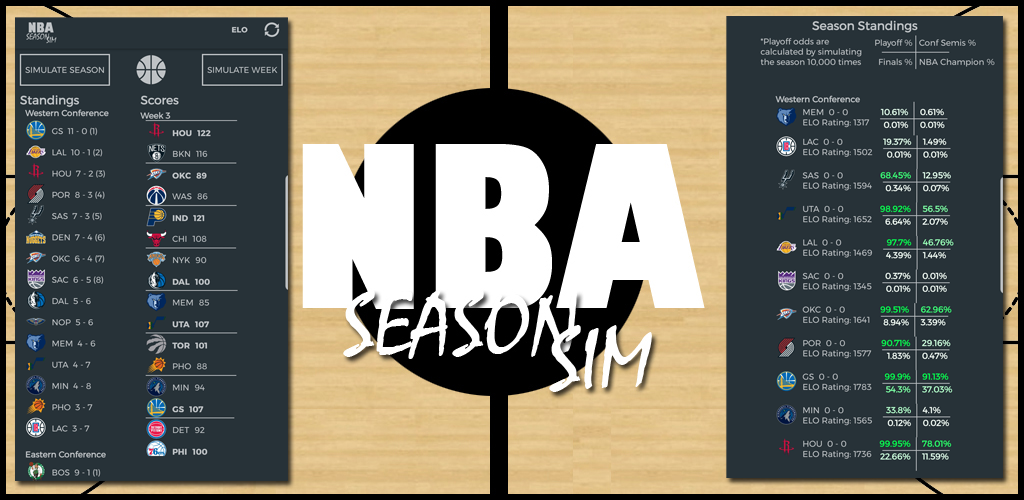 NBA
SEASON
SIM
ELO
SIMULATE SEASON
SIMULATE WEEK
Standings
Western Conference
GS 11 - 0 (1)
LAL 10 - 1 (2)
HOU 7 - 2 (3)
POR 8 - 3 (4)
SAS 7 - 3 (5)
DEN 7 - 4 (6)
OKC 6 - 4 (7)
SAC 6 - 5 (8)
DAL 5 - 6
NOP 5 - 6
MEM 4 - 6
UTA 4 - 7
MIN 4 - 8
PHO 3 - 7
LAC 3 - 7
Eastern Conference
BOS 9 - 1 (1)
Scores
Week 3
HOU 122
NETS
BKN 116
OKC 89
WAS 86
IND 121
CHI 108
NYK 90
DAL 100
MEM 85
UTA 107
TOR 101
PHO 88
MIN 94
GS 107
DET 92
PHI 100
NBA
SEASON
SIM
Season Standings
*Playoff odds are
calculated by simulating
the season 10,000 times
Playoff % Conf Semis %
Finals % NBA Champion %
Western Conference
MEM 0 - 0 10.61% 0.61%
ELO Rating: 1317 0.01% 0.01%
LAC 0 - 0 19.37% 1.49%
ELO Rating: 1502 0.01% 0.01%
SAS 0 - 0 68.45% 12.95%
ELO Rating: 1594 0.34% 0.07%
UTA 0 - 0 98.92% 56.5%
ELO Rating: 1652 6.64% 2.07%
LAL 0 - 0 97.7% 46.76%
ELO Rating: 1469 4.39% 1.44%
SAC 0 - 0 0.37% 0.01%
ELO Rating: 1345 0.01% 0.01%
OKC 0 - 0 99.51% 62.96%
ELO Rating: 1641 8.94% 3.39%
POR 0 - 0 90.71% 29.16%
ELO Rating: 1577 1.83% 0.47%
GS 0 - 0 99.9% 91.13%
ELO Rating: 1783 54.3% 37.03%
MIN 0 - 0 33.8% 4.1%
ELO Rating: 1565 0.12% 0.02%
HOU 0 - 0 99.95% 78.01%
ELO Rating: 1736 22.66% 11.59%